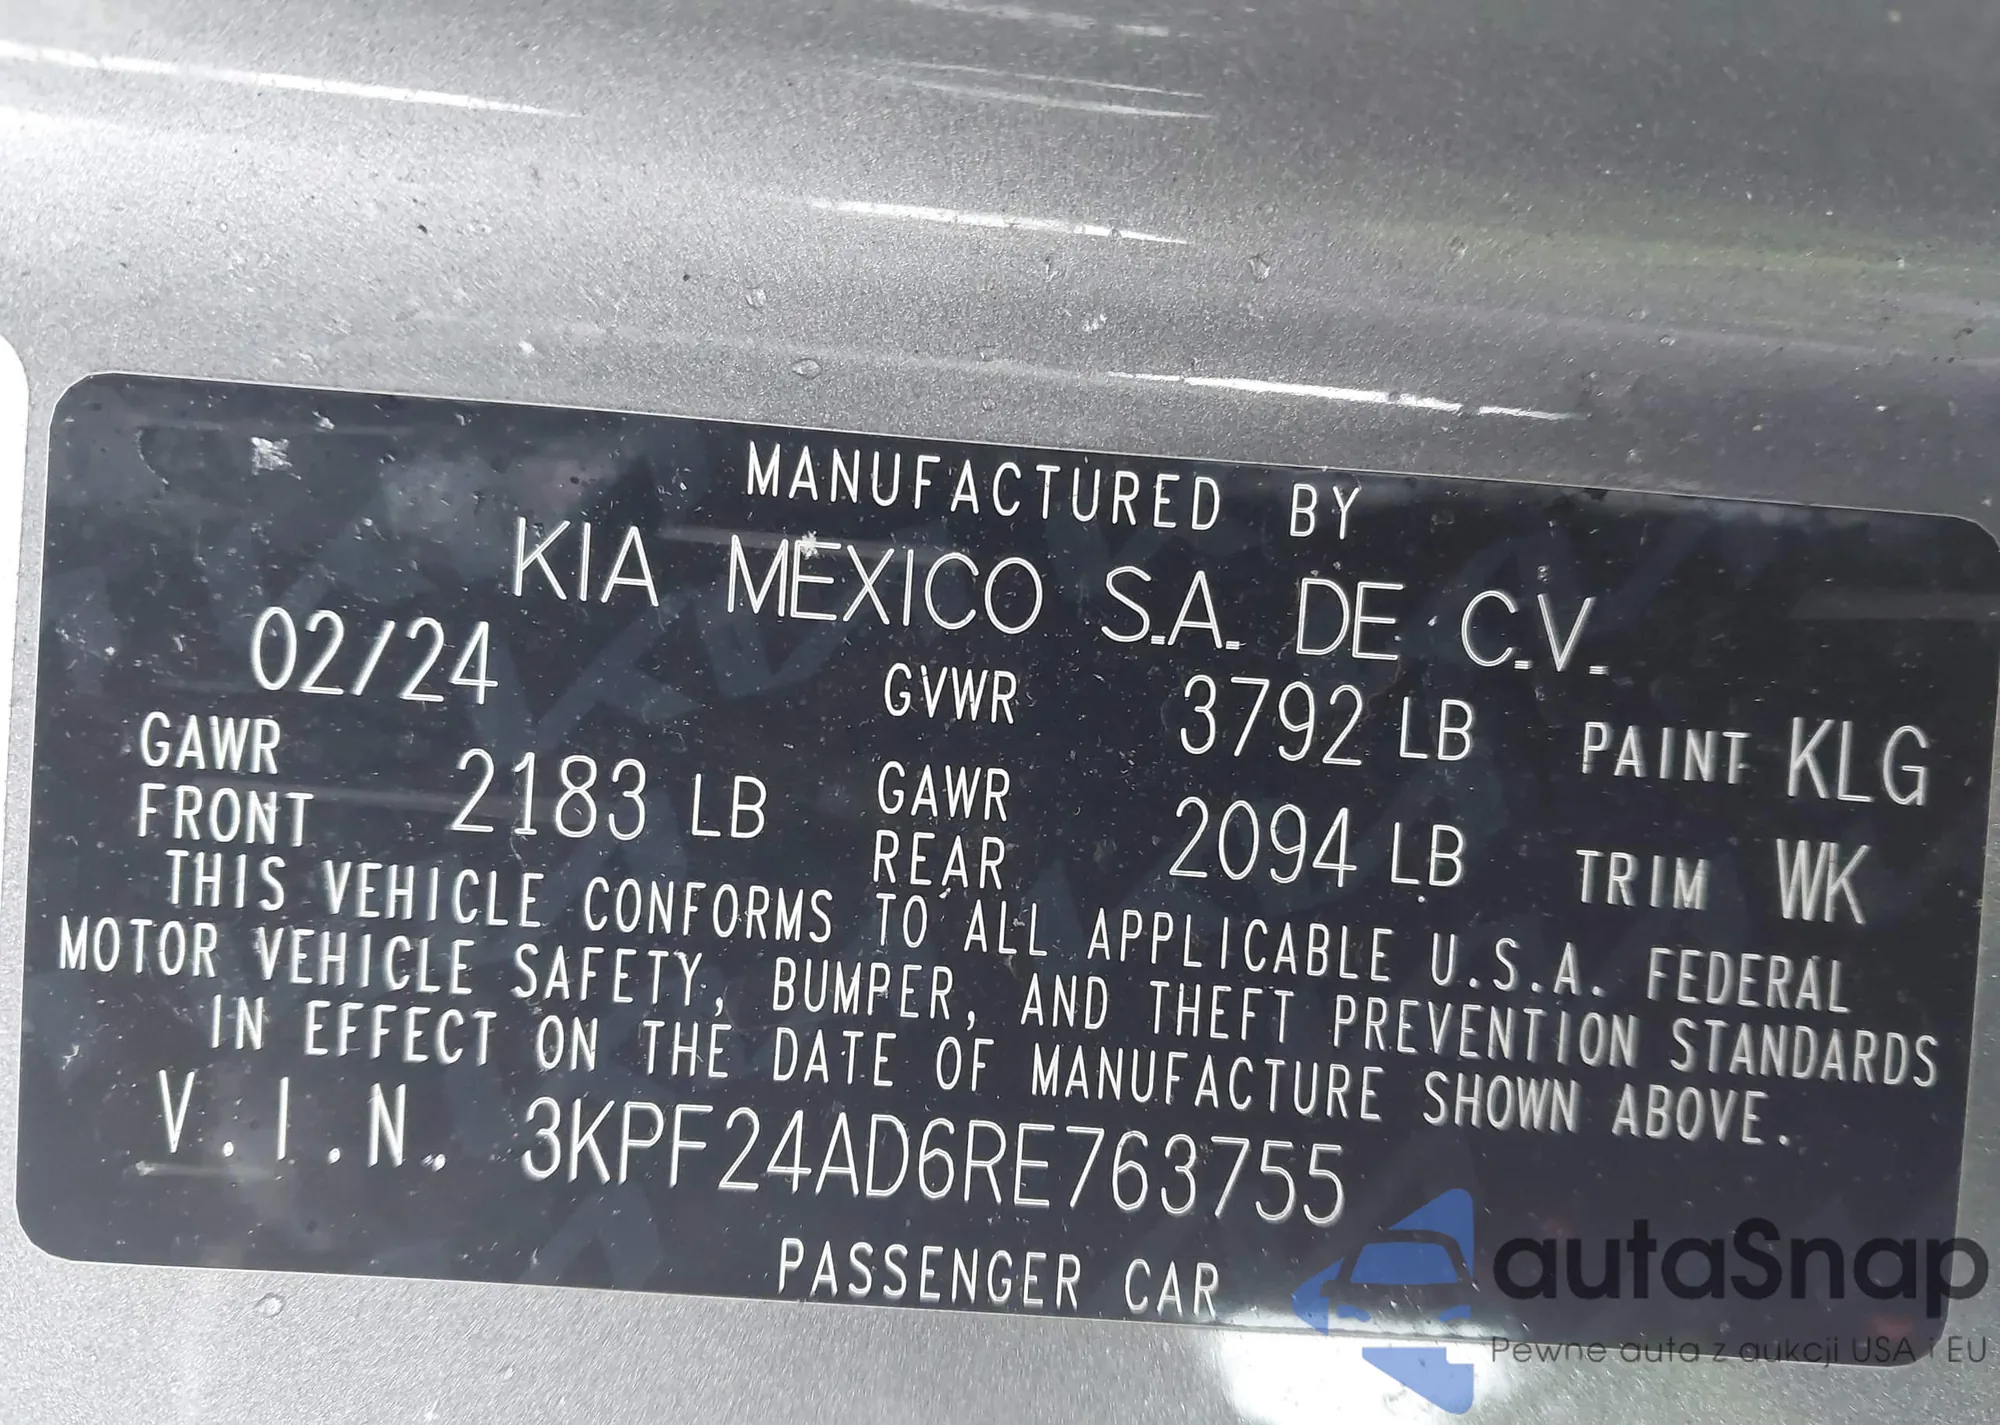 MANUFACTURED BY
KIA MEXICO S.A. DE C.V.
02/24 GVWR 3792 LB PAINT KLG
GAWR FRONT 2183 LB GAWR REAR 2094 LB TRIM WK
THIS VEHICLE CONFORMS TO ALL APPLICABLE U.S.A. FEDERAL
MOTOR VEHICLE SAFETY, BUMPER, AND THEFT PREVENTION STANDARDS
IN EFFECT ON THE DATE OF MANUFACTURE SHOWN ABOVE.
V.I.N. 3KPF24AD6RE763755
PASSENGER CAR
autaSnap
Pewne auta z aukcji USA i EU